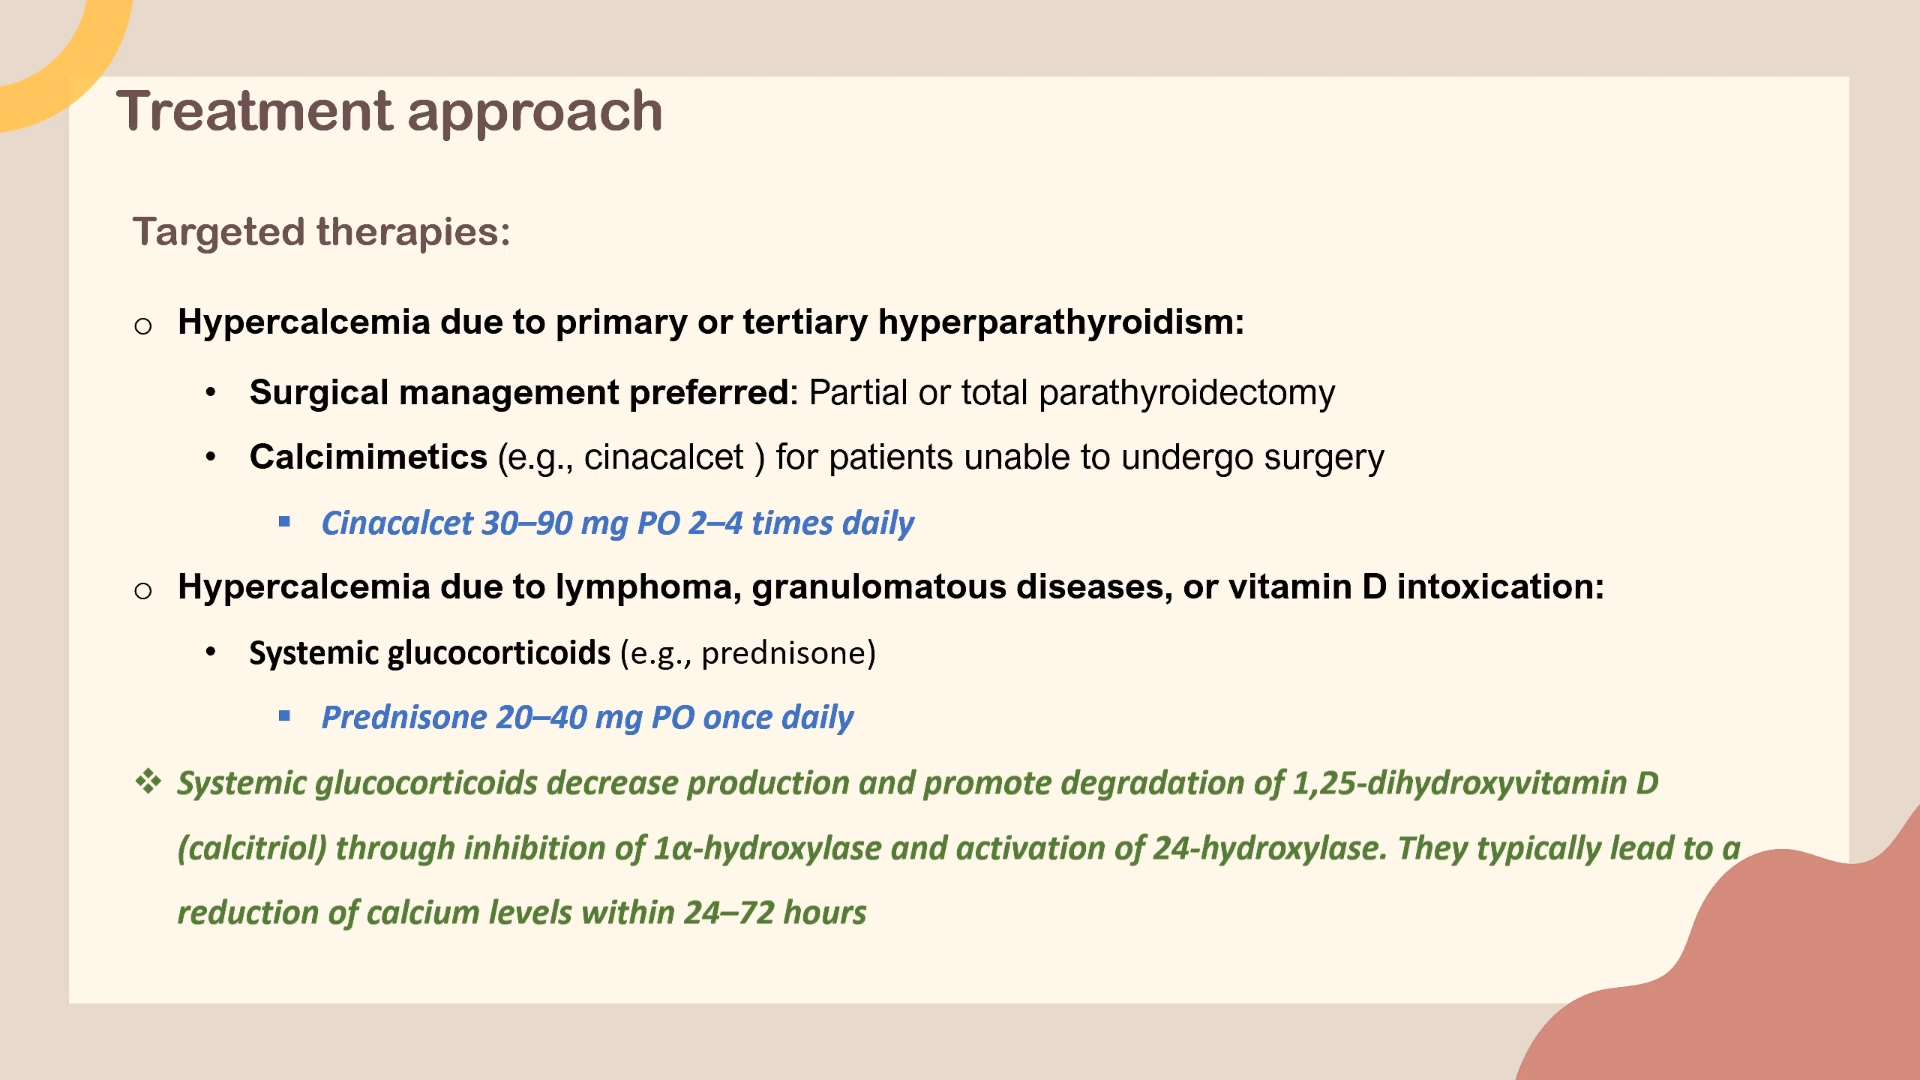 Treatment approach
Targeted therapies:
o Hypercalcemia due to primary or tertiary hyperparathyroidism:
• Surgical management preferred: Partial or total parathyroidectomy
• Calcimimetics (e.g., cinacalcet ) for patients unable to undergo surgery
▪ Cinacalcet 30–90 mg PO 2–4 times daily
o Hypercalcemia due to lymphoma, granulomatous diseases, or vitamin D intoxication:
• Systemic glucocorticoids (e.g., prednisone)
▪ Prednisone 20–40 mg PO once daily
❖ Systemic glucocorticoids decrease production and promote degradation of 1,25-dihydroxyvitamin D
(calcitriol) through inhibition of 1α-hydroxylase and activation of 24-hydroxylase. They typically lead to a
reduction of calcium levels within 24–72 hours